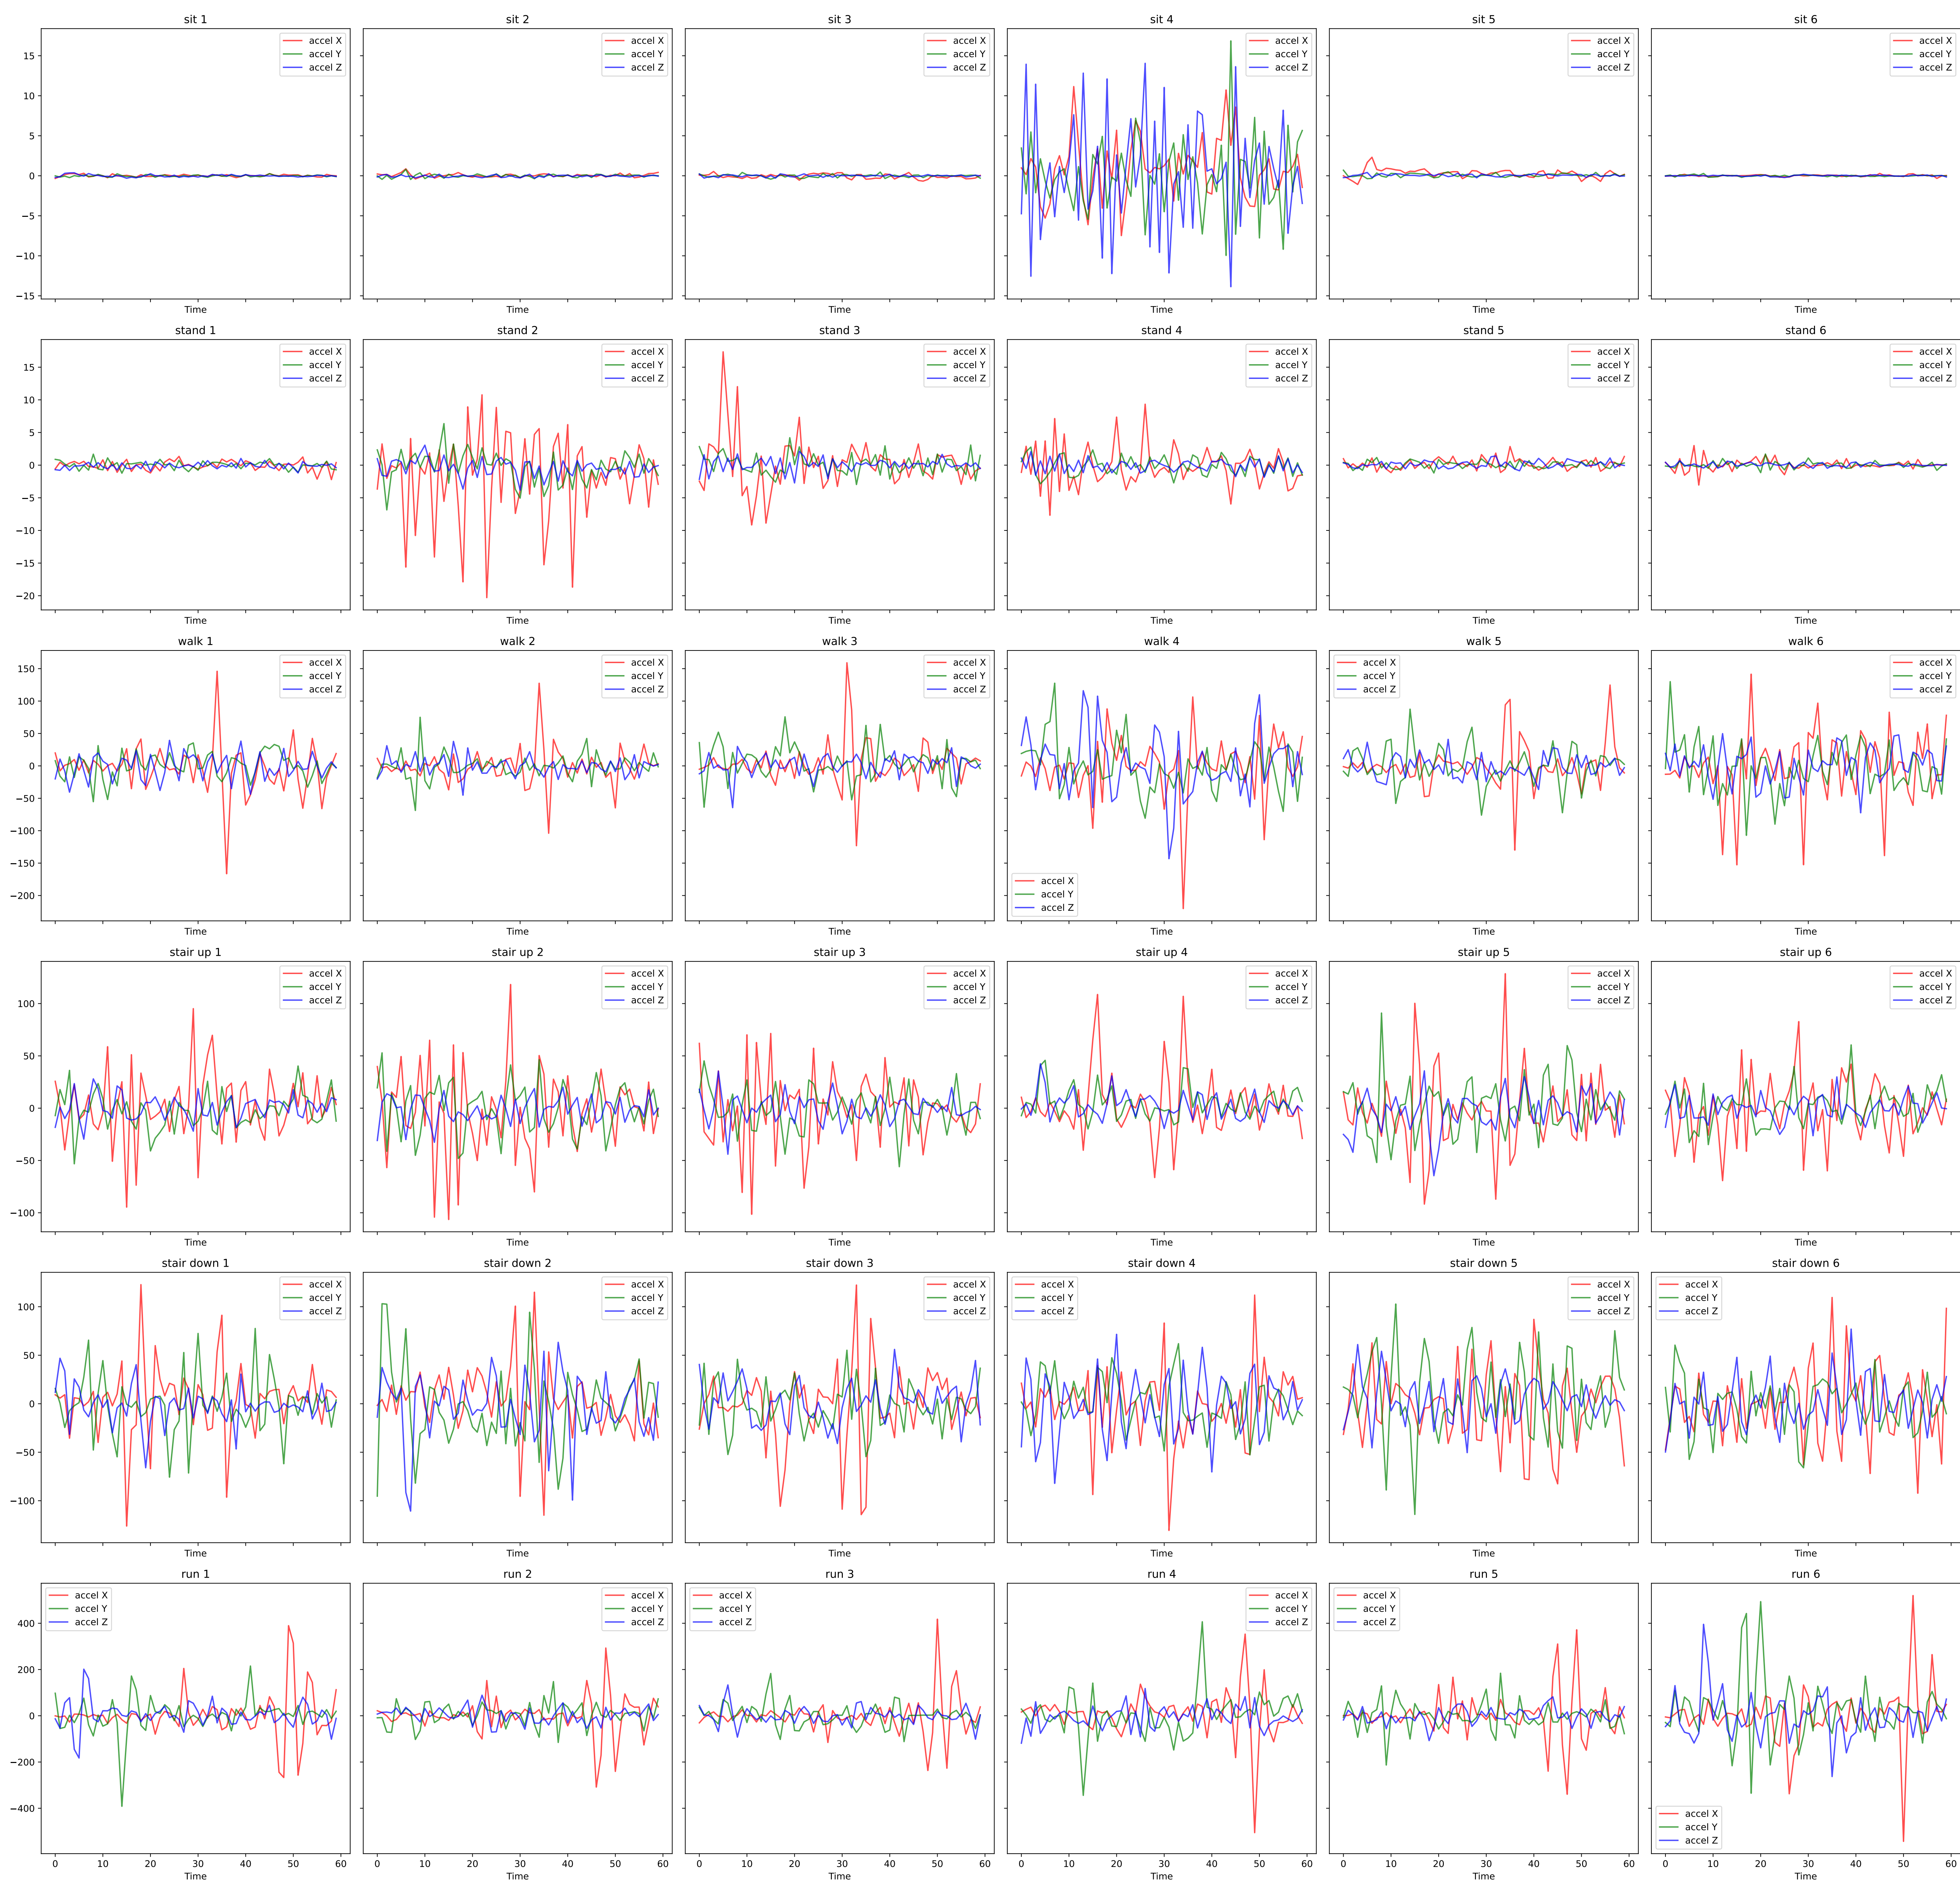 sit 1
sit 2
sit 3
sit 4
sit 5
sit 6
accel X
accel Y
accel Z
accel X
accel Y
accel Z
accel X
accel Y
accel Z
accel X
accel Y
accel Z
accel X
accel Y
accel Z
accel X
accel Y
accel Z
15
10
5
0
−5
−10
−15
Time
Time
Time
Time
Time
Time
stand 1
stand 2
stand 3
stand 4
stand 5
stand 6
accel X
accel Y
accel Z
accel X
accel Y
accel Z
accel X
accel Y
accel Z
accel X
accel Y
accel Z
accel X
accel Y
accel Z
accel X
accel Y
accel Z
15
10
5
0
−5
−10
−15
−20
Time
Time
Time
Time
Time
Time
walk 1
walk 2
walk 3
walk 4
walk 5
walk 6
accel X
accel Y
accel Z
accel X
accel Y
accel Z
accel X
accel Y
accel Z
accel X
accel Y
accel Z
accel X
accel Y
accel Z
accel X
accel Y
accel Z
150
100
50
0
−50
−100
−150
−200
Time
Time
Time
Time
Time
Time
stair up 1
stair up 2
stair up 3
stair up 4
stair up 5
stair up 6
accel X
accel Y
accel Z
accel X
accel Y
accel Z
accel X
accel Y
accel Z
accel X
accel Y
accel Z
accel X
accel Y
accel Z
accel X
accel Y
accel Z
100
50
0
−50
−100
Time
Time
Time
Time
Time
Time
stair down 1
stair down 2
stair down 3
stair down 4
stair down 5
stair down 6
accel X
accel Y
accel Z
accel X
accel Y
accel Z
accel X
accel Y
accel Z
accel X
accel Y
accel Z
accel X
accel Y
accel Z
accel X
accel Y
accel Z
100
50
0
−50
−100
Time
Time
Time
Time
Time
Time
run 1
run 2
run 3
run 4
run 5
run 6
accel X
accel Y
accel Z
accel X
accel Y
accel Z
accel X
accel Y
accel Z
accel X
accel Y
accel Z
accel X
accel Y
accel Z
accel X
accel Y
accel Z
400
200
0
−200
−400
0 10 20 30 40 50 60
0 10 20 30 40 50 60
0 10 20 30 40 50 60
0 10 20 30 40 50 60
0 10 20 30 40 50 60
0 10 20 30 40 50 60
Time
Time
Time
Time
Time
Time